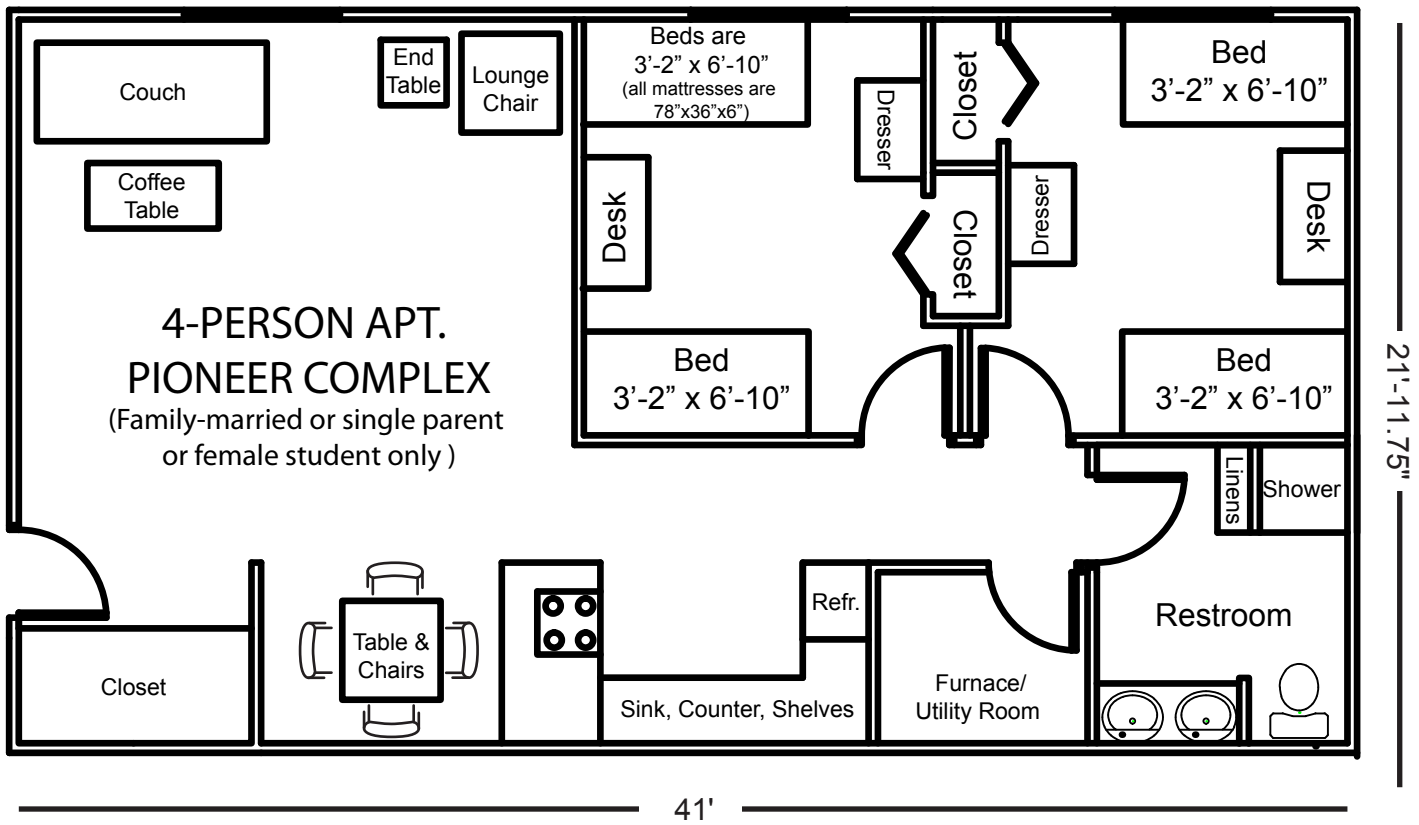 Couch
End
Table
Lounge
Chair
Coffee
Table
4-PERSON APT.
PIONEER COMPLEX
(Family-married or single parent
or female student only )
Beds are
3’-2” x 6’-10”
(all mattresses are
78”x36”x6”)
Desk
Dresser
Bed
3’-2” x 6’-10”
Closet
Closet
Dresser
Bed
3’-2” x 6’-10”
Desk
Bed
3’-2” x 6’-10”
Linens
Shower
Restroom
Closet
Table &
Chairs
Refr.
Sink, Counter, Shelves
Furnace/
Utility Room
21'-11.75"
41'